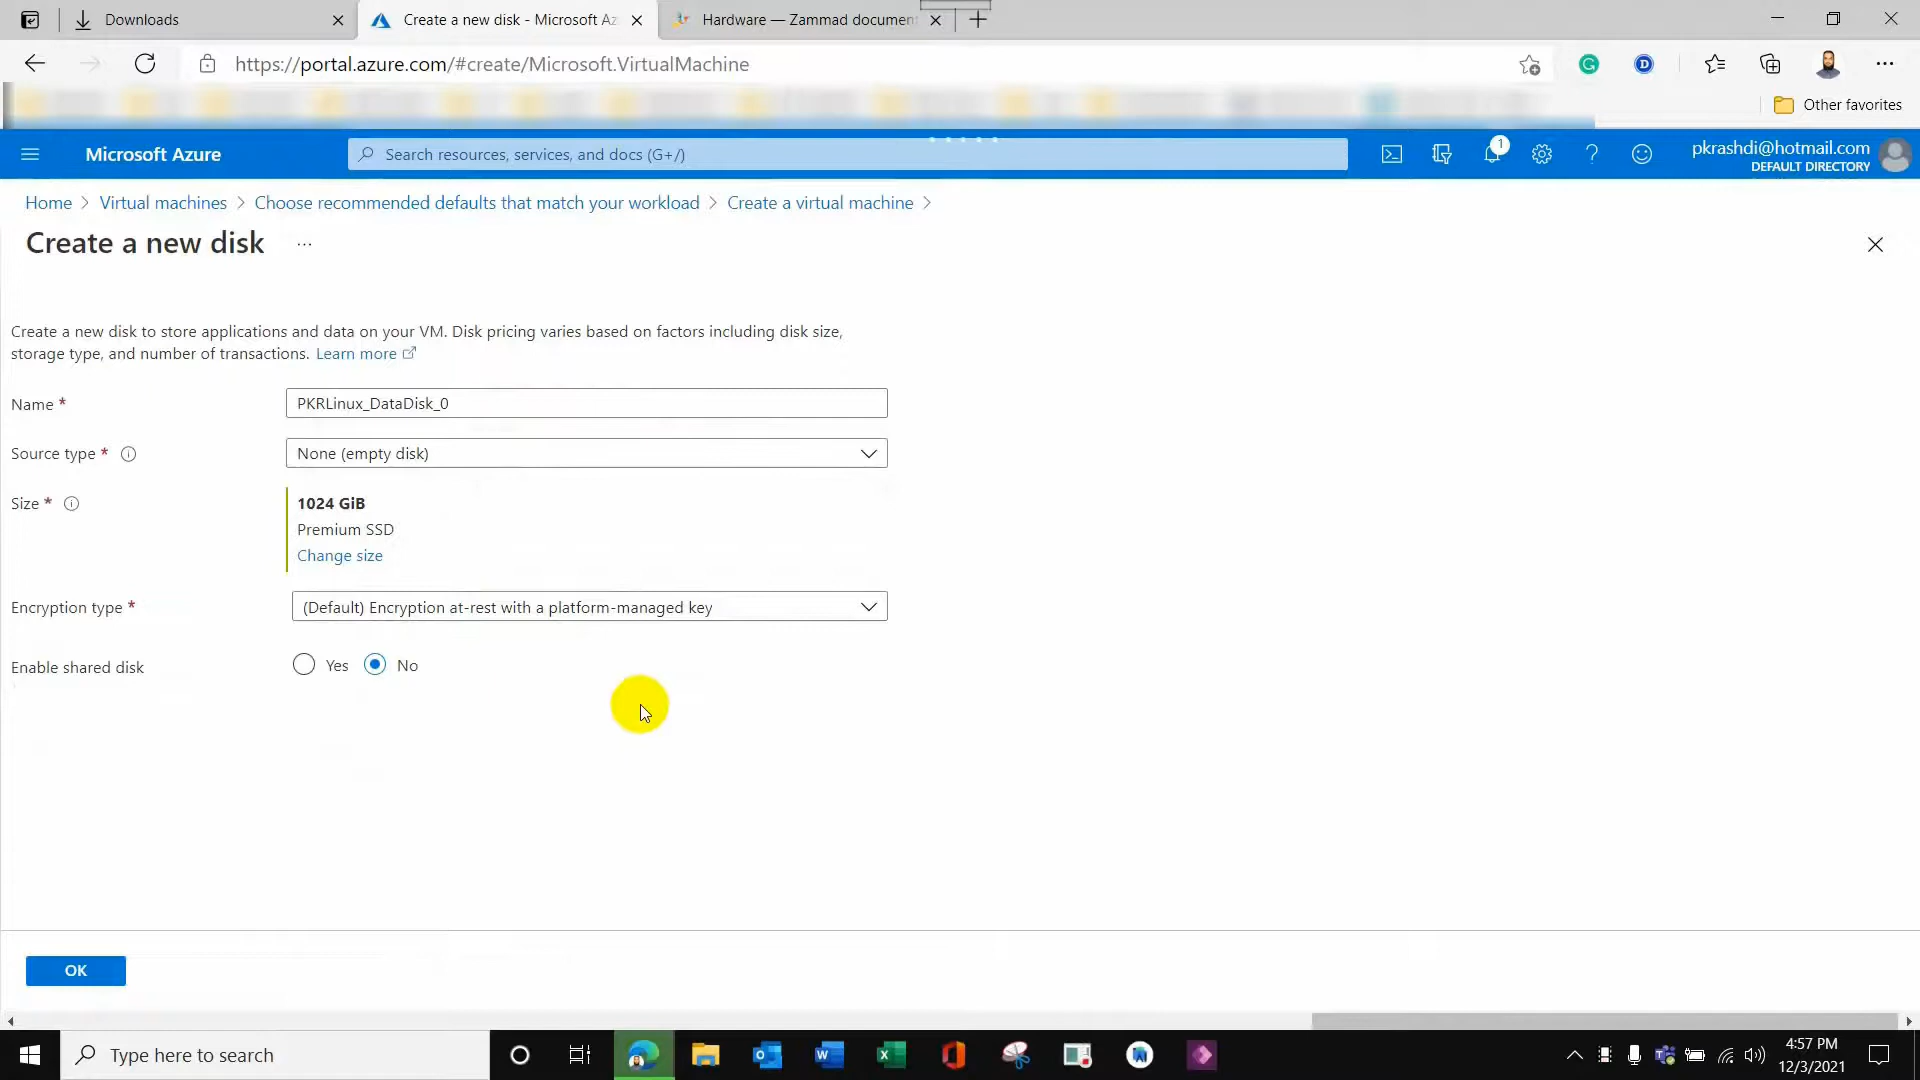 Downloads
Create a new disk - Microsoft Az
Hardware — Zammad documen
https://portal.azure.com/#create/Microsoft.VirtualMachine
Other favorites
Microsoft Azure
Search resources, services, and docs (G+/)
1
pkrashdi@hotmail.com
DEFAULT DIRECTORY
Home > Virtual machines > Choose recommended defaults that match your workload > Create a virtual machine >
Create a new disk ...
Create a new disk to store applications and data on your VM. Disk pricing varies based on factors including disk size,
storage type, and number of transactions. Learn more
Name *
PKRLinux_DataDisk_0
Source type *
None (empty disk)
Size *
1024 GiB
Premium SSD
Change size
Encryption type *
(Default) Encryption at-rest with a platform-managed key
Enable shared disk
Yes
No
OK
Type here to search
4:57 PM
12/3/2021